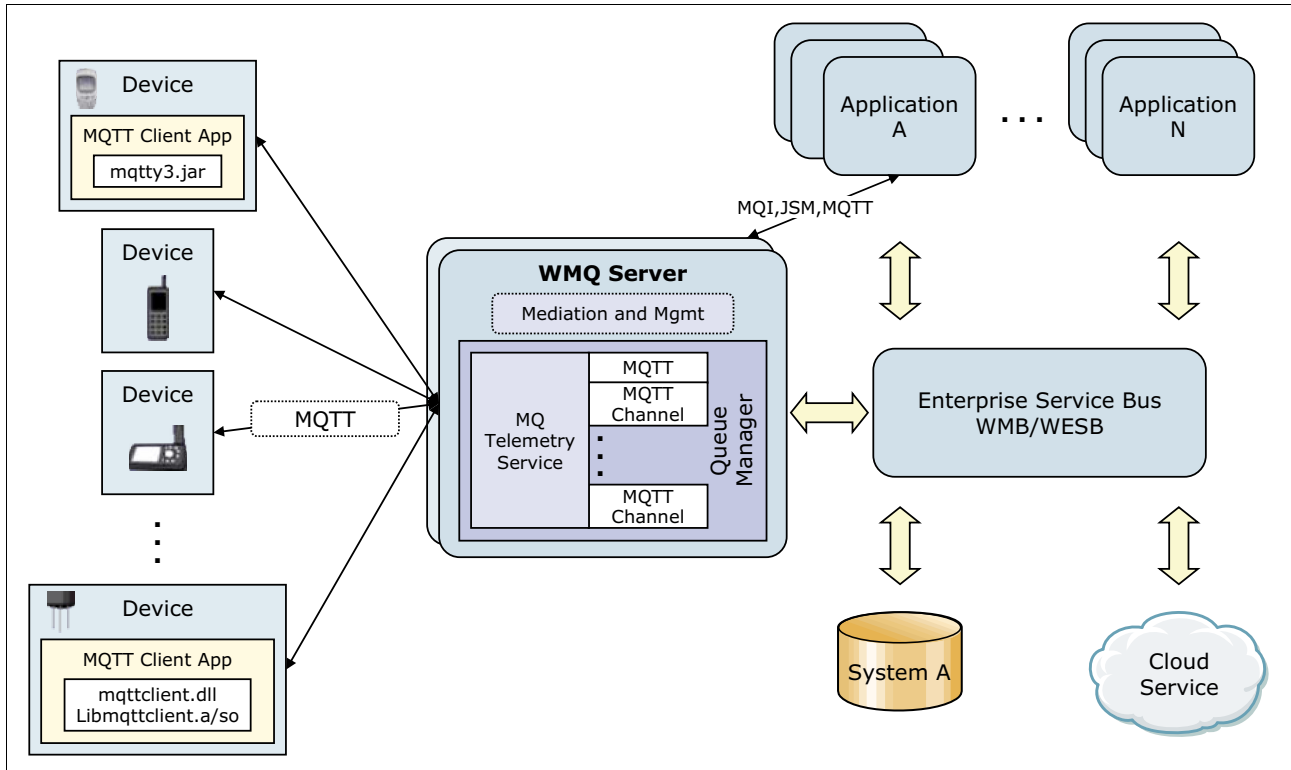 Device
MQTT Client App
mqtty3.jar
Device
Device
MQTT
Device
MQTT Client App
mqttclient.dll
Libmqttclient.a/so
WMQ Server
Mediation and Mgmt
MQ
Telemetry
Service
MQTT
MQTT
Channel
MQTT
Channel
Queue
Manager
MQI,JSM,MQTT
Application
A
. . .
Application
N
Enterprise Service Bus
WMB/WESB
System A
Cloud
Service